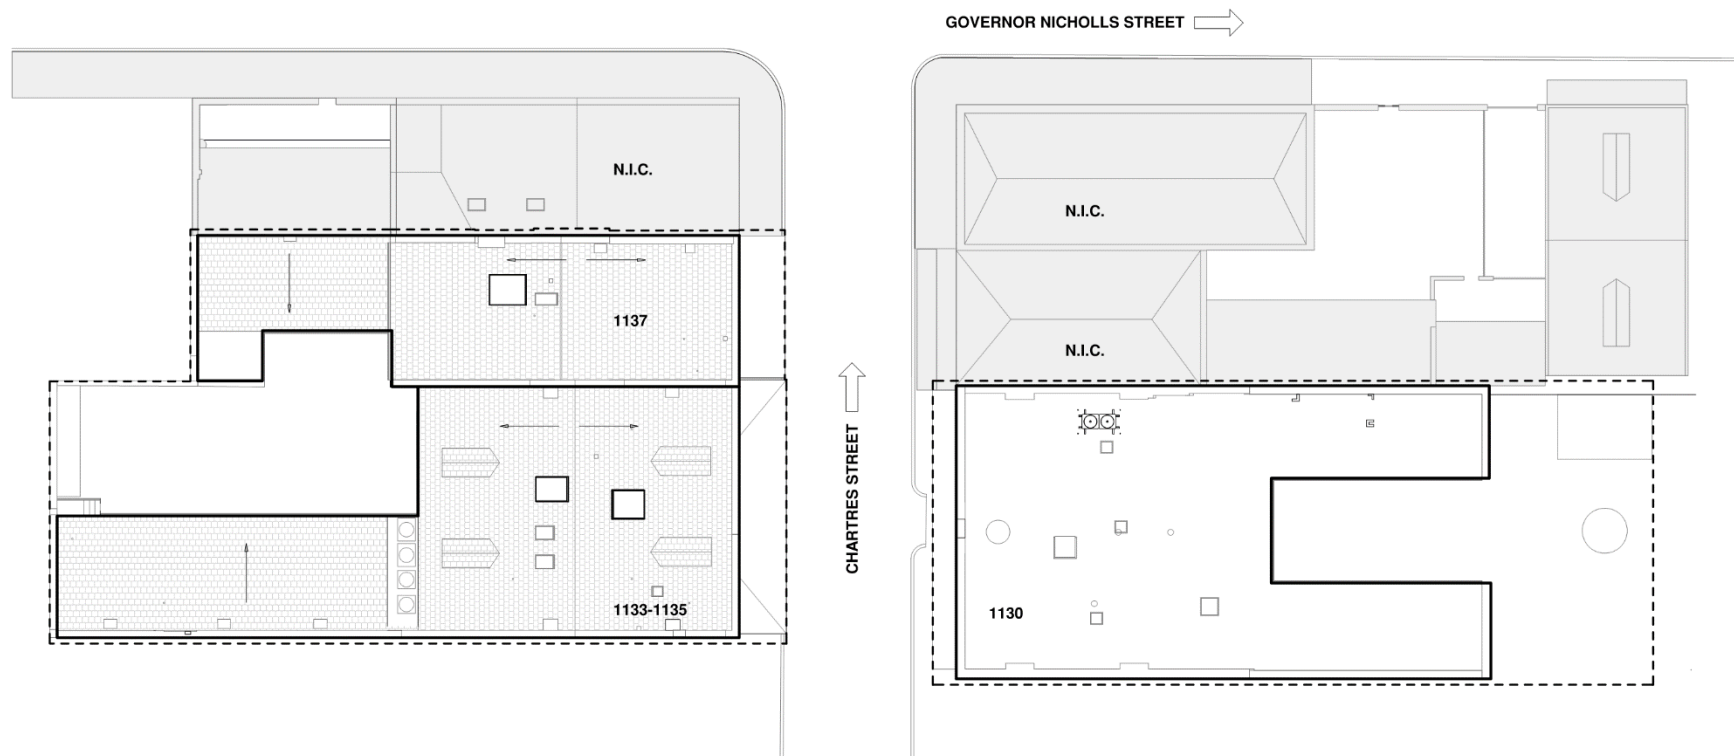 GOVERNOR NICHOLLS STREET
N.I.C.
N.I.C.
1137
N.I.C.
CHARTRES STREET
1133-1135
1130